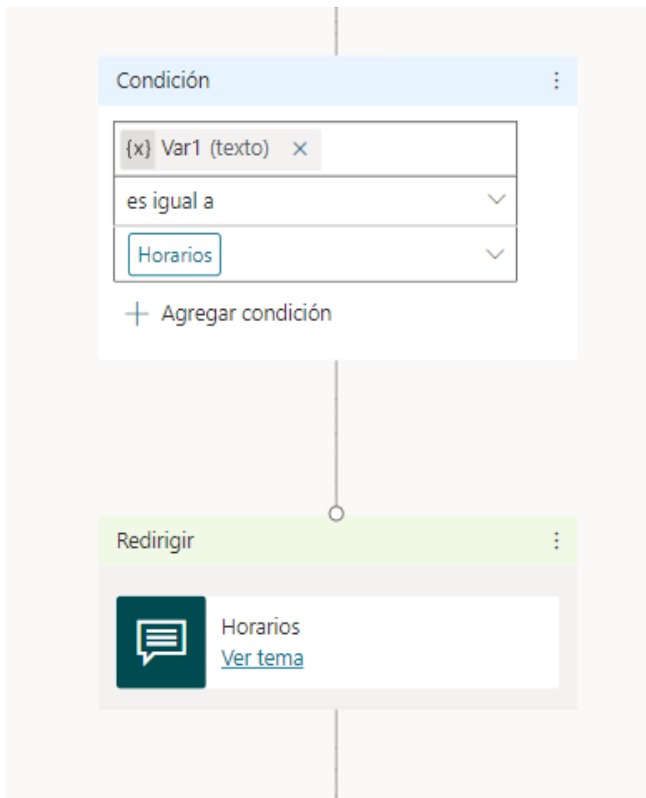 Condición
{x} Var1 (texto) ×
es igual a
Horarios
+ Agregar condición
Redirigir
Horarios
Ver tema